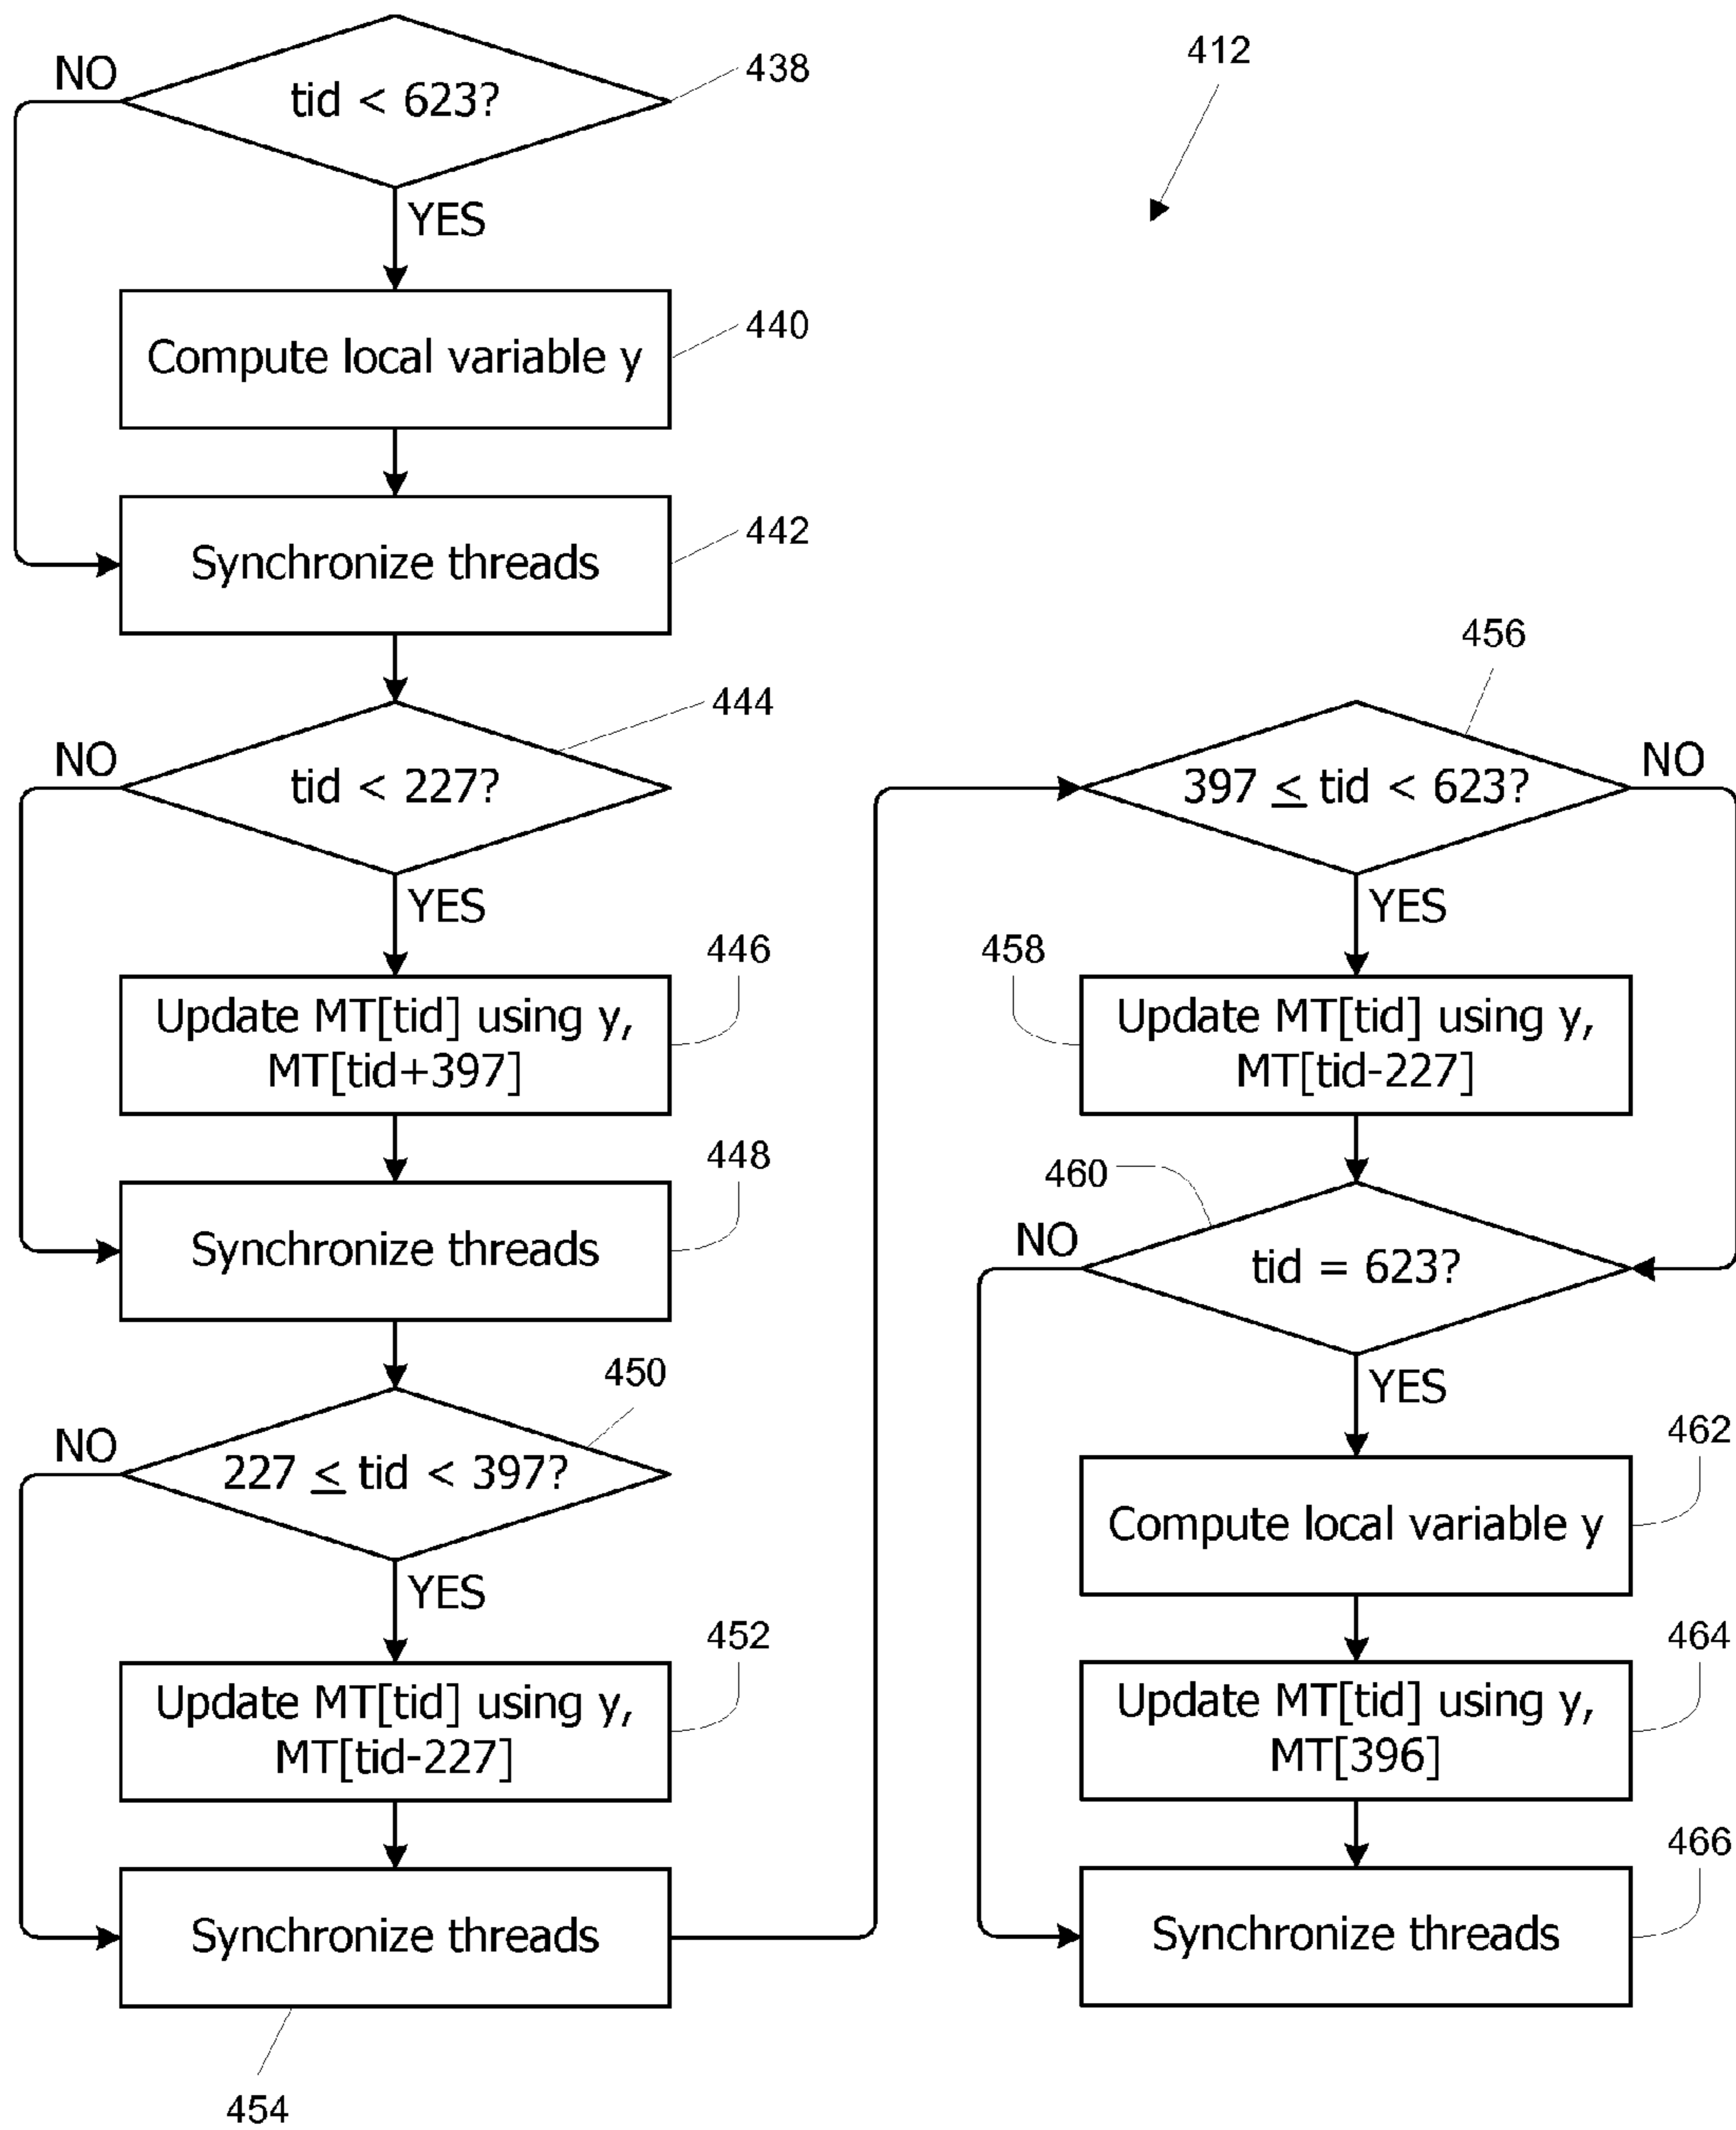 NO
tid < 623?
438
YES
Compute local variable y
440
Synchronize threads
442
NO
tid < 227?
444
YES
Update MT[tid] using y,
MT[tid+397]
446
Synchronize threads
448
NO
227 ≤ tid < 397?
450
YES
Update MT[tid] using y,
MT[tid-227]
452
Synchronize threads
454
412
456
397 ≤ tid < 623?
NO
YES
458
Update MT[tid] using y,
MT[tid-227]
460
NO
tid = 623?
YES
Compute local variable y
462
Update MT[tid] using y,
MT[396]
464
Synchronize threads
466